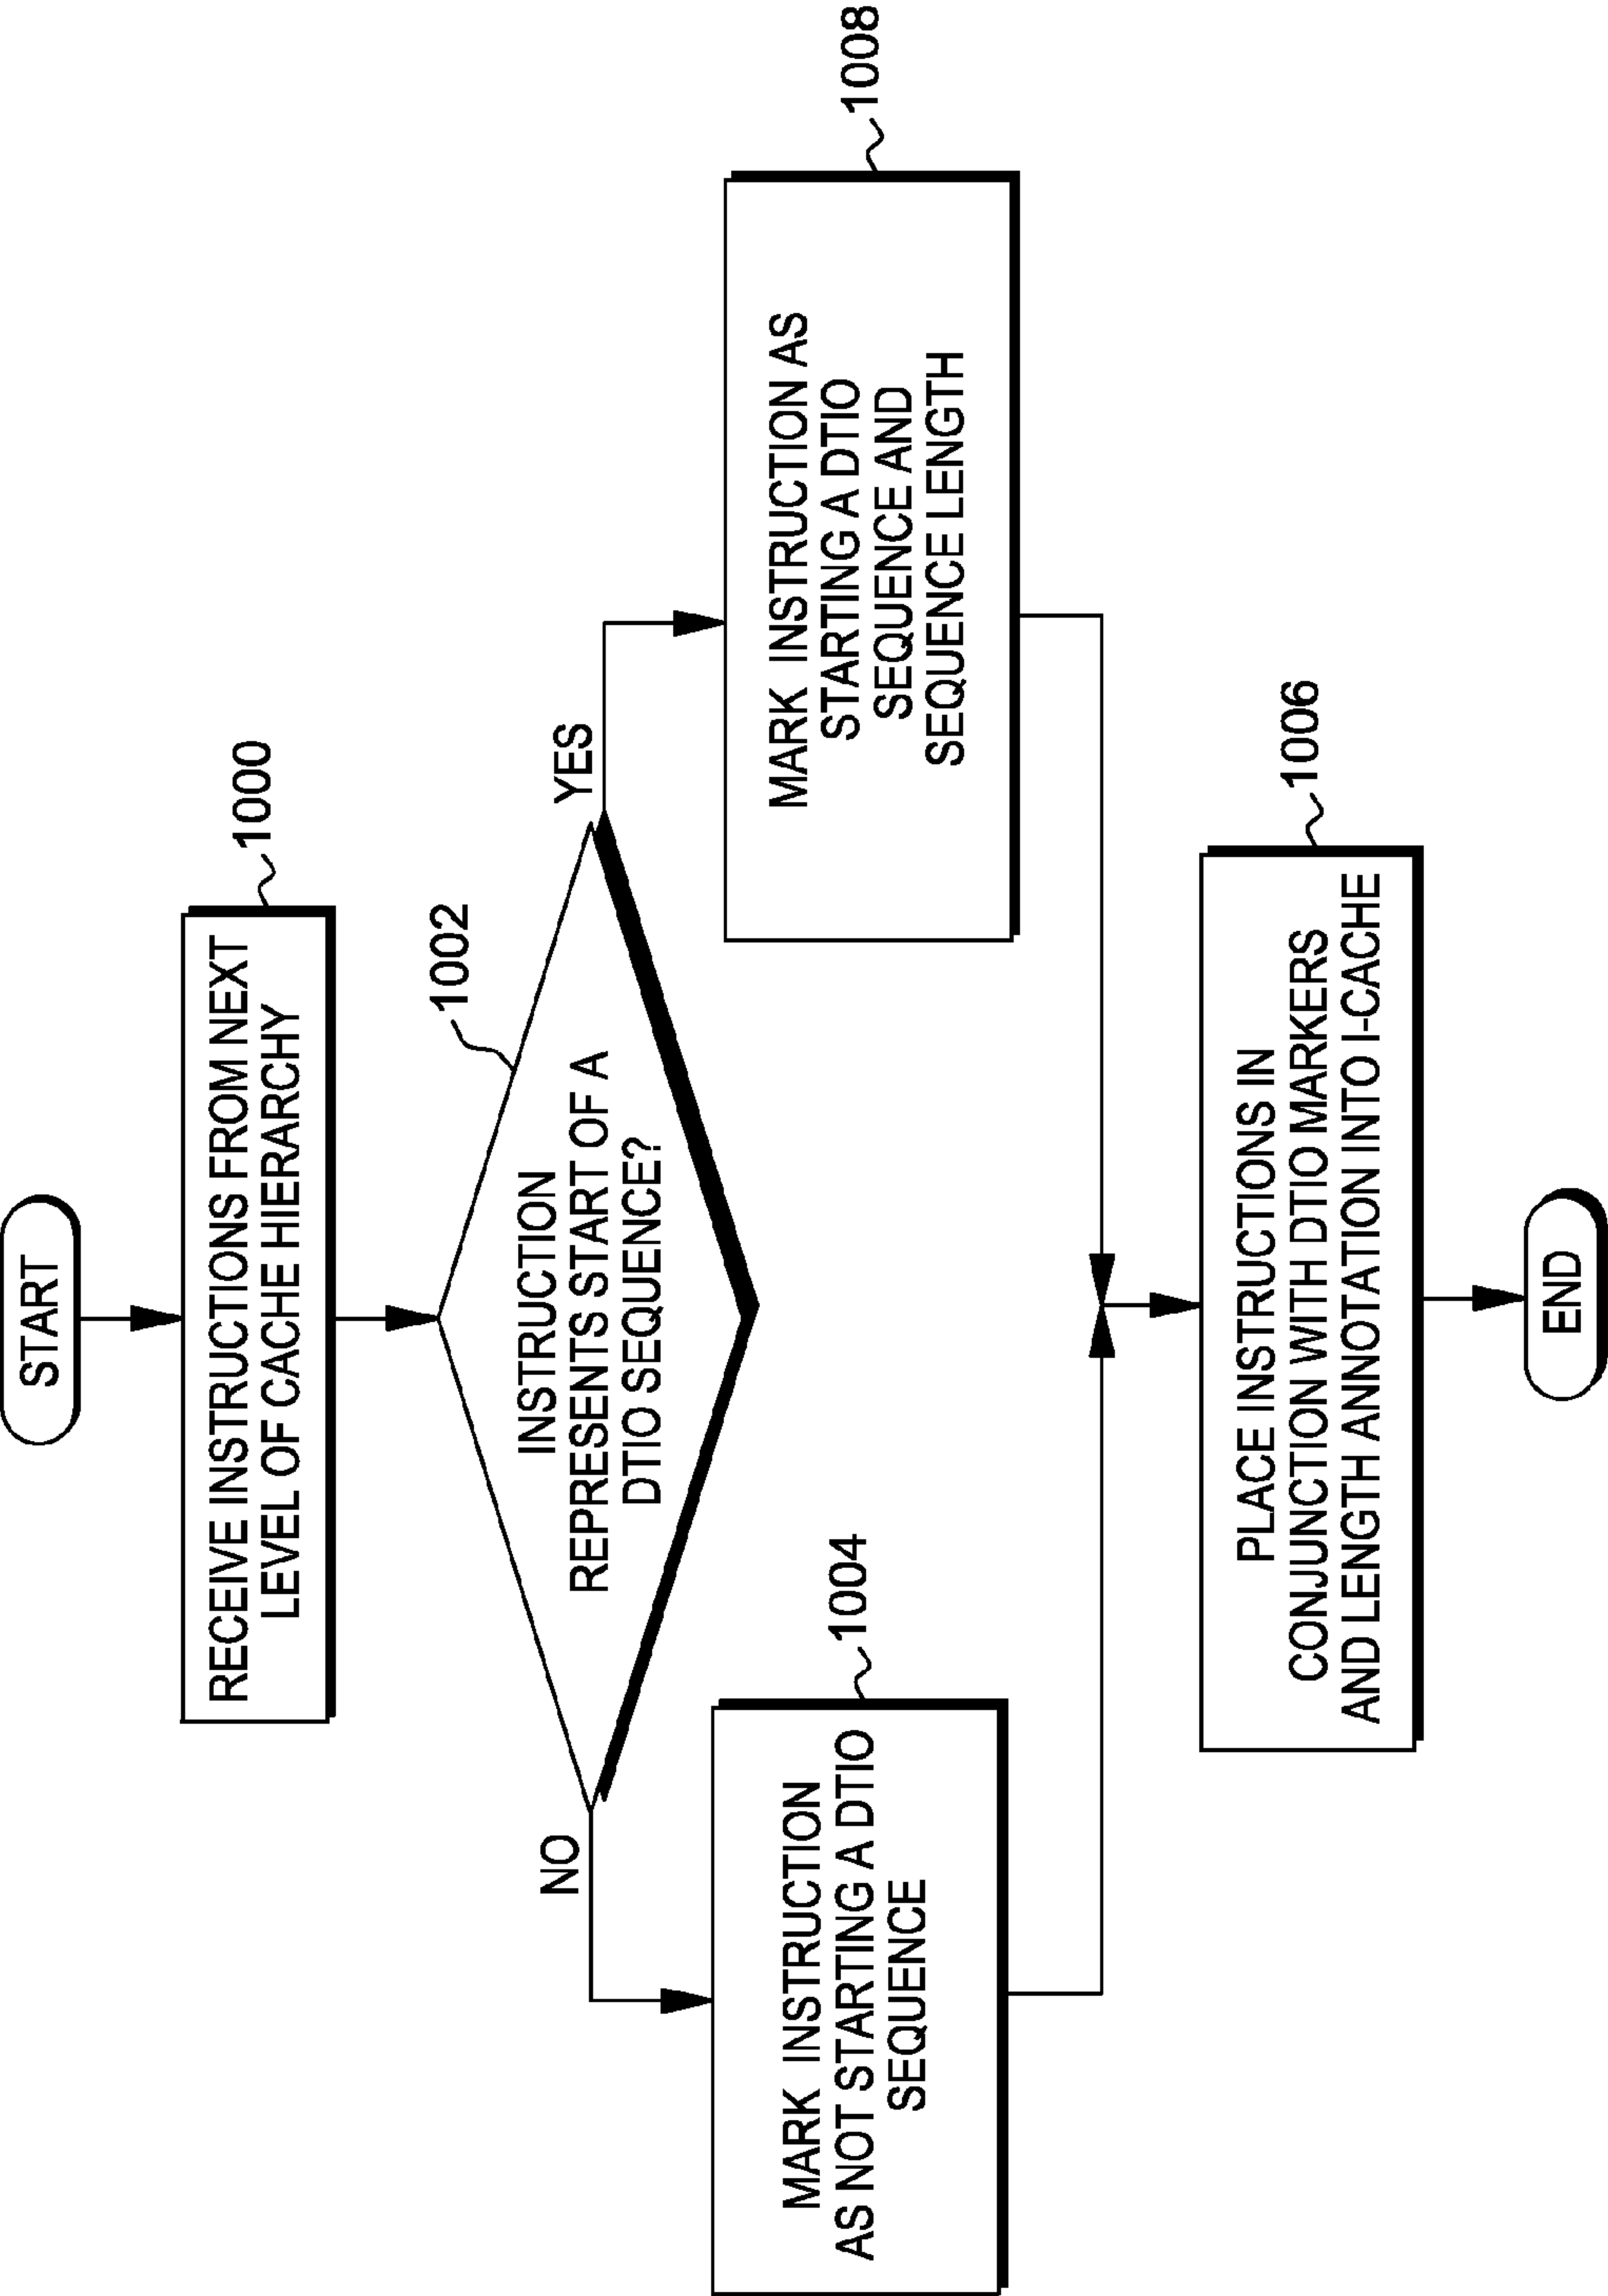 START
RECEIVE INSTRUCTIONS FROM NEXT
LEVEL OF CACHE HIERARCHY
1000
1002
INSTRUCTION
REPRESENTS START OF A
DTIO SEQUENCE?
NO
YES
MARK INSTRUCTION
AS NOT STARTING A DTIO
SEQUENCE
1004
MARK INSTRUCTION AS
STARTING A DTIO
SEQUENCE AND
SEQUENCE LENGTH
1008
PLACE INSTRUCTIONS IN
CONJUNCTION WITH DTIO MARKERS
AND LENGTH ANNOTATION INTO I-CACHE
1006
END